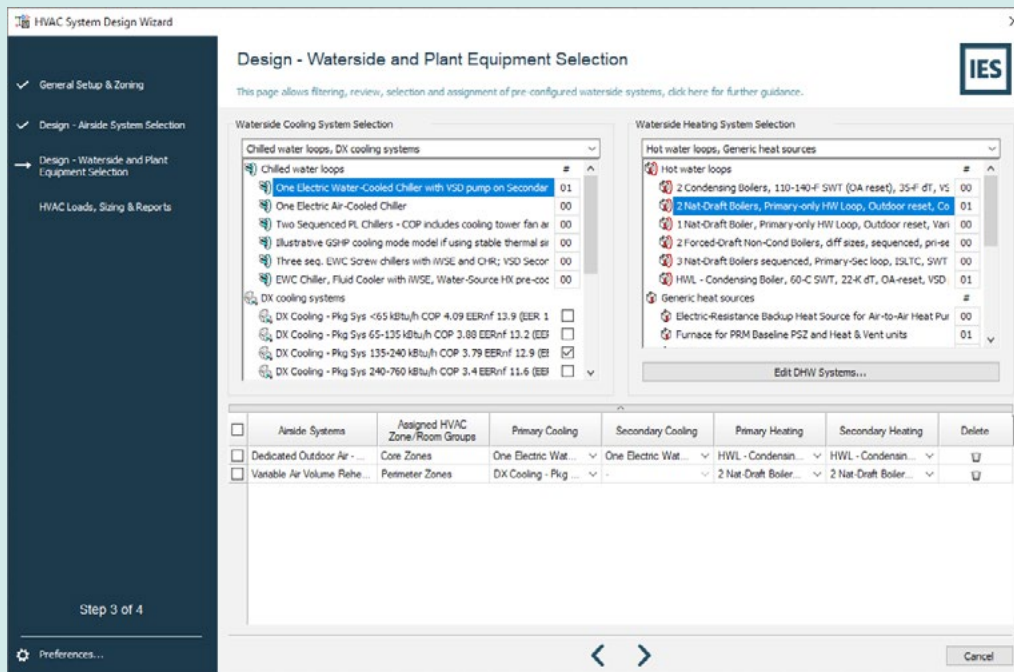 HVAC System Design Wizard
General Setup & Zoning
Design - Airside System Selection
Design - Waterside and Plant
Equipment Selection
HVAC Loads, Sizing & Reports
Step 3 of 4
Preferences...
Design - Waterside and Plant Equipment Selection
IES
This page allows filtering, review, selection and assignment of pre-configured waterside systems, click here for further guidance.
Waterside Cooling System Selection
Chilled water loops, DX cooling systems
Chilled water loops #
One Electric Water-Cooled Chiller with VSD pump on Secondar 01
One Electric Air-Cooled Chiller 00
Two Sequenced PL Chillers - COP includes cooling tower fan ar 00
Illustrative GSHP cooling mode model if using stable thermal sir 00
Three seq. EWC Screw chillers with iWSE and CHR; VSD Secor 00
EWC Chiller, Fluid Cooler with iWSE, Water-Source HX pre-coc 00
DX cooling systems
DX Cooling - Pkg Sys <65 kBtu/h COP 4.09 EERnf 13.9 (EER 1
DX Cooling - Pkg Sys 65-135 kBtu/h COP 3.88 EERnf 13.2 (EEF
DX Cooling - Pkg Sys 135-240 kBtu/h COP 3.79 EERnf 12.9 (EE
DX Cooling - Pkg Sys 240-760 kBtu/h COP 3.4 EERnf 11.6 (EEF
Waterside Heating System Selection
Hot water loops, Generic heat sources
Hot water loops #
2 Condensing Boilers, 110-140-F SWT (OA reset), 35-F dT, VS 00
2 Nat-Draft Boilers, Primary-only HW Loop, Outdoor reset, Co 01
1 Nat-Draft Boiler, Primary-only HW Loop, Outdoor reset, Vari 00
2 Forced-Draft Non-Cond Boilers, diff sizes, sequenced, pri-se 00
3 Nat-Draft Boilers sequenced, Primary-Sec loop, ISLTC, SWT 00
HWL - Condensing Boiler, 60-C SWT, 22-K dT, OA-reset, VSD 01
Generic heat sources #
Electric-Resistance Backup Heat Source for Air-to-Air Heat Pur 00
Furnace for PRM Baseline PSZ and Heat & Vent units 01
Edit DHW Systems...
Airside Systems Assigned HVAC Zone/Room Groups Primary Cooling Secondary Cooling Primary Heating Secondary Heating Delete
Dedicated Outdoor Air - ... Core Zones One Electric Wat... One Electric Wat... HWL - Condensin... HWL - Condensin...
Variable Air Volume Rehe... Perimeter Zones DX Cooling - Pkg ... - 2 Nat-Draft Boiler... 2 Nat-Draft Boiler...
Cancel